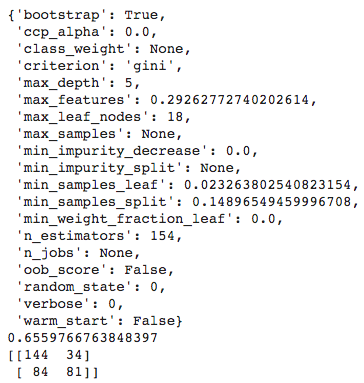 {'bootstrap': True,
'ccp_alpha': 0.0,
'class_weight': None,
'criterion': 'gini',
'max_depth': 5,
'max_features': 0.29262772740202614,
'max_leaf_nodes': 18,
'max_samples': None,
'min_impurity_decrease': 0.0,
'min_impurity_split': None,
'min_samples_leaf': 0.023263802540823154,
'min_samples_split': 0.14896549459996708,
'min_weight_fraction_leaf': 0.0,
'n_estimators': 154,
'n_jobs': None,
'oob_score': False,
'random_state': 0,
'verbose': 0,
'warm_start': False}
0.6559766763848397
[[144 34]
[ 84 81]]